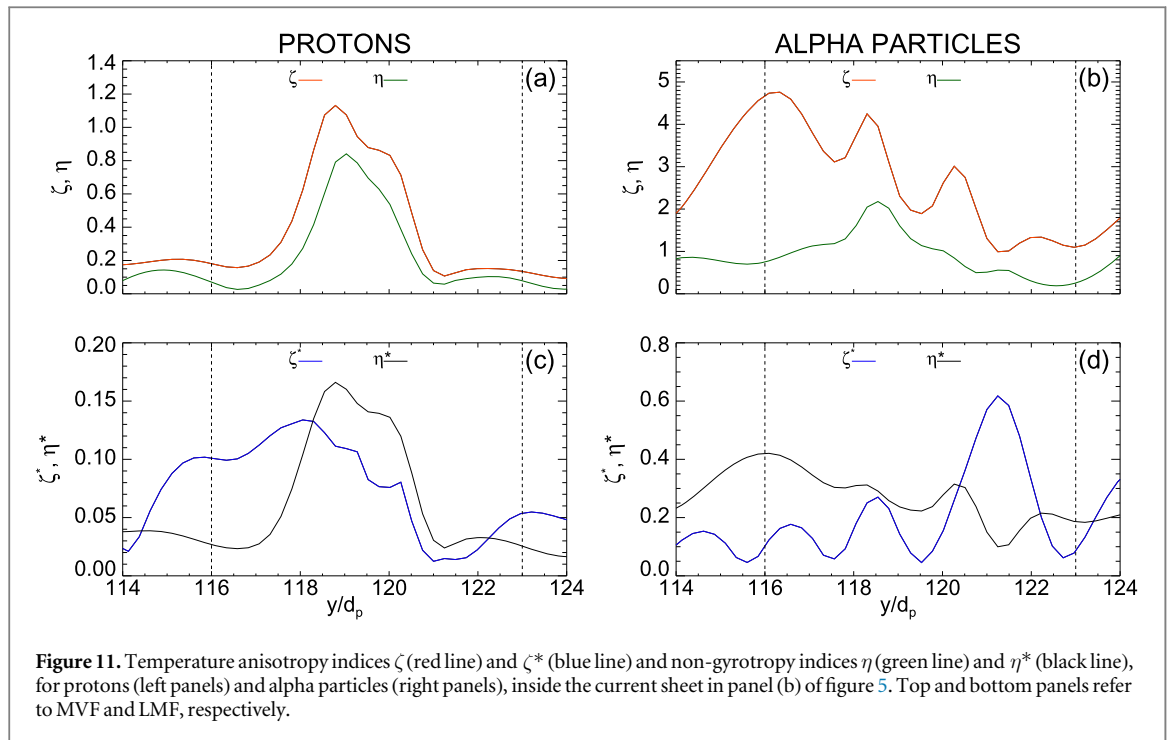 PROTONS
ALPHA PARTICLES
1.4
1.2
1.0
0.8
0.6
0.4
0.2
0.0
ζ, η
ζ η (a)
5
4
3
2
1
0
ζ, η
ζ η (b)
0.20
0.15
0.10
0.05
0.00
ζ*, η*
ζ* η* (c)
114 116 118 120 122 124
y/dp
0.8
0.6
0.4
0.2
0.0
ζ*, η*
ζ* η* (d)
114 116 118 120 122 124
y/dp
Figure 11. Temperature anisotropy indices ζ (red line) and ζ* (blue line) and non-gyrotropy indices η (green line) and η* (black line),
for protons (left panels) and alpha particles (right panels), inside the current sheet in panel (b) of figure 5. Top and bottom panels refer
to MVF and LMF, respectively.